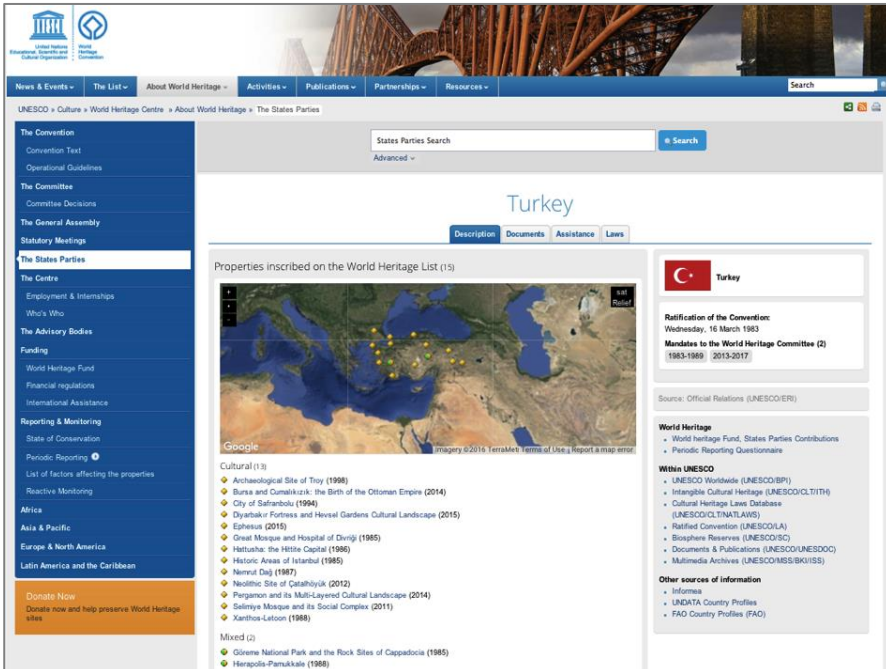 United Nations
Educational, Scientific and
Cultural Organization
World
Heritage
Convention
News & Events
The List
About World Heritage
Activities
Publications
Partnerships
Resources
Search
UNESCO » Culture » World Heritage Centre » About World Heritage » The States Parties
The Convention
Convention Text
Operational Guidelines
The Committee
Committee Decisions
The General Assembly
Statutory Meetings
The States Parties
The Centre
Employment & Internships
Who's Who
The Advisory Bodies
Funding
World Heritage Fund
Financial regulations
International Assistance
Reporting & Monitoring
State of Conservation
Periodic Reporting
List of factors affecting the properties
Reactive Monitoring
Africa
Asia & Pacific
Europe & North America
Latin America and the Caribbean
Donate Now
Donate now and help preserve World Heritage
sites
States Parties Search
Search
Advanced
Turkey
Description
Documents
Assistance
Laws
Properties inscribed on the World Heritage List (15)
+
-
sat
Relief
Google
Imagery ©2016 TerraMetrics Terms of Use | Report a map error
Cultural (13)
Archaeological Site of Troy (1998)
Bursa and Cumalıkızık: the Birth of the Ottoman Empire (2014)
City of Safranbolu (1994)
Diyarbakır Fortress and Hevsel Gardens Cultural Landscape (2015)
Ephesus (2015)
Great Mosque and Hospital of Divriği (1985)
Hattusha: the Hittite Capital (1986)
Historic Areas of Istanbul (1985)
Nemrut Dağ (1987)
Neolithic Site of Çatalhöyük (2012)
Pergamon and its Multi-Layered Cultural Landscape (2014)
Selimiye Mosque and its Social Complex (2011)
Xanthos-Letoon (1988)
Mixed (2)
Göreme National Park and the Rock Sites of Cappadocia (1985)
Hierapolis-Pamukkale (1988)
Turkey
Ratification of the Convention:
Wednesday, 16 March 1983
Mandates to the World Heritage Committee (2)
1983-1989 2013-2017
Source: Official Relations (UNESCO/ERI)
World Heritage
World heritage Fund, States Parties Contributions
Periodic Reporting Questionnaire
Within UNESCO
UNESCO Worldwide (UNESCO/BPI)
Intangible Cultural Heritage (UNESCO/CLT/ITH)
Cultural Heritage Laws Database
(UNESCO/CLT/NATLAWS)
Ratified Convention (UNESCO/LA)
Biosphere Reserves (UNESCO/SC)
Documents & Publications (UNESCO/UNESDOC)
Multimedia Archives (UNESCO/MSS/BKI/ISS)
Other sources of information
Informea
UNDATA Country Profiles
FAO Country Profiles (FAO)